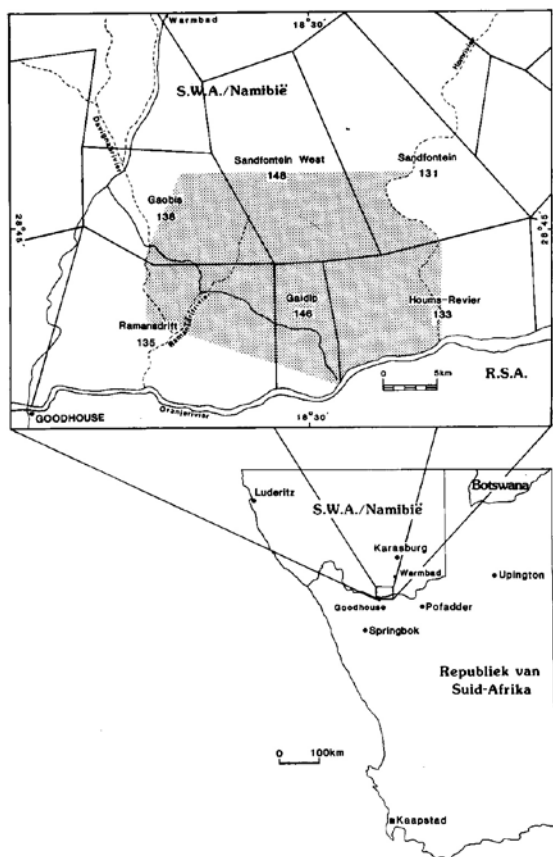 Warmbad
18°30'
S.W.A./Namibië
Sandfontein West
148
Sandfontein
131
Gaobis
138
28°45'
28°45'
Gaidip
146
Houms-Revier
133
Ramansdrift
135
0 5km
R.S.A.
GOODHOUSE
Oranjerivier
18°30'
Botswana
Luderitz
S.W.A./Namibië
Karasburg
Warmbad
Upington
Goodhouse
Pofadder
Springbok
Republiek van
Suid-Afrika
0 100km
Kaapstad